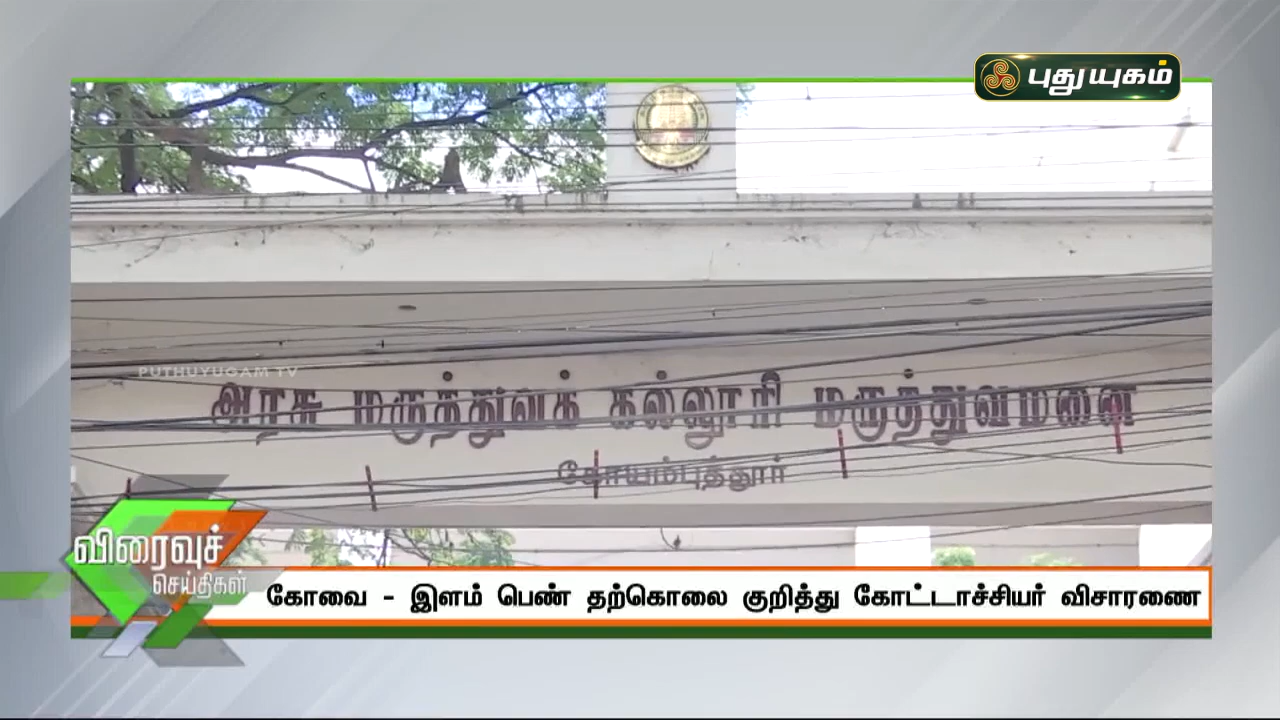 புதுயுகம்
PUTHUYUGAM TV
அரசு மருத்துவக் கல்லூரி மருத்துவமனை
கோயம்புத்தூர்
விரைவுச்
செய்திகள்
கோவை - இளம் பெண் தற்கொலை குறித்து கோட்டாச்சியர் விசாரணை